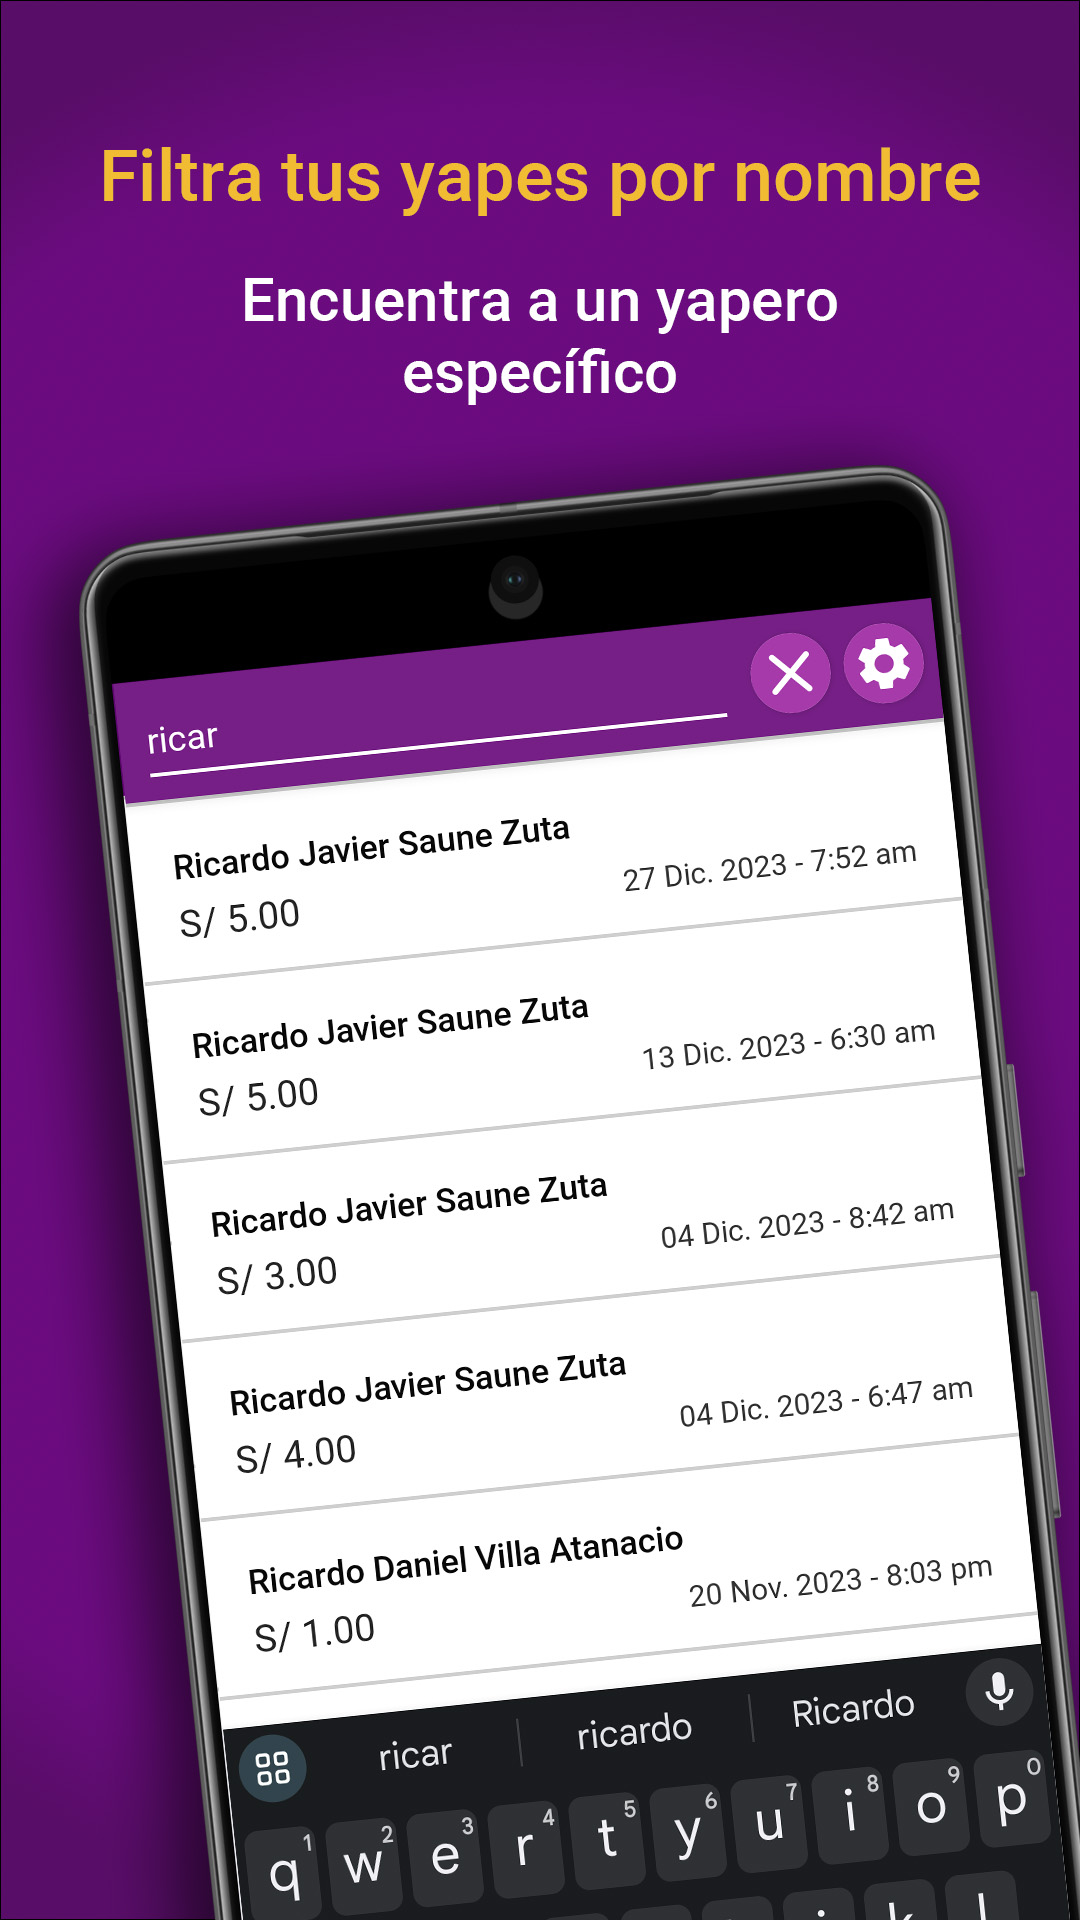 Filtra tus yapes por nombre
Encuentra a un yapero
específico
ricar
Ricardo Javier Saune Zuta
S/ 5.00
27 Dic. 2023 - 7:52 am
Ricardo Javier Saune Zuta
S/ 5.00
13 Dic. 2023 - 6:30 am
Ricardo Javier Saune Zuta
S/ 3.00
04 Dic. 2023 - 8:42 am
Ricardo Javier Saune Zuta
S/ 4.00
04 Dic. 2023 - 6:47 am
Ricardo Daniel Villa Atanacio
S/ 1.00
20 Nov. 2023 - 8:03 pm
ricar ricardo Ricardo
1 2 3 4 5 6 7 8 9 0
q w e r t y u i o p
j k l